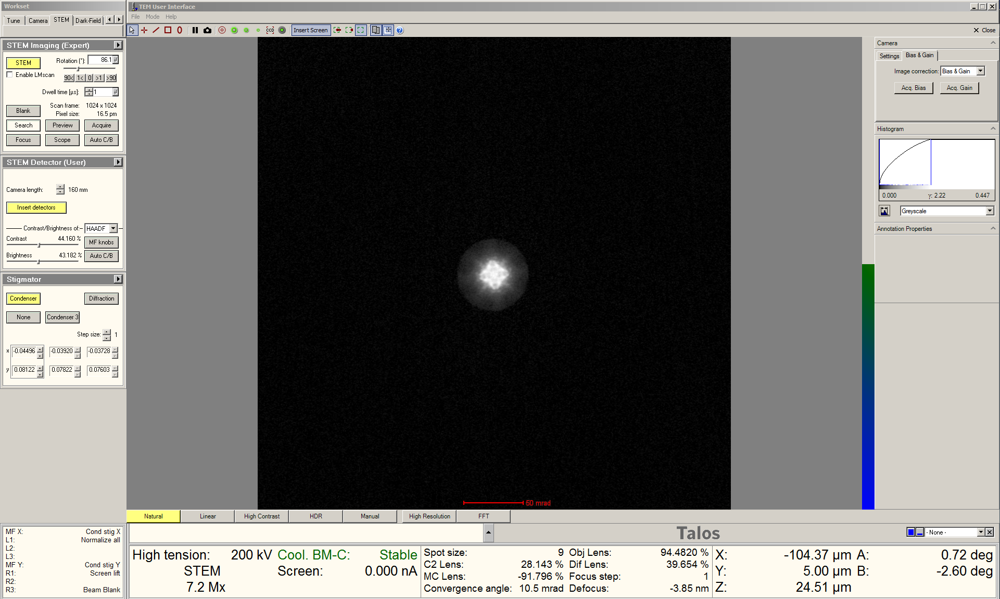 Workset
Tune Camera STEM Dark-Field
STEM Imaging (Expert)
STEM Rotation (°): 86.1
Enable LMscan
90< 1< 0 >1 >90
Dwell time [µs]: 1
Scan frame: 1024 x 1024
Blank
Pixel size: 16.5 pm
Search Preview Acquire
Focus Scope Auto C/B
STEM Detector (User)
Camera length: 160 mm
Insert detectors
Contrast/Brightness of: HAADF
Contrast 44.160 % MF knobs
Brightness 43.182 % Auto C/B
Stigmator
Condenser Diffraction
None Condenser 3
Step size: 1
x -0.04496 -0.03920 -0.03728
y 0.08122 0.07822 0.07603
MF X: Cond stig X
L1: Normalize all
L2:
L3:
MF Y: Cond stig Y
R1: Screen lift
R2:
R3: Beam Blank
TEM User Interface
File Mode Help
CCD Insert Screen Close
50 mrad
Natural Linear High Contrast HDR Manual High Resolution FFT
Camera
Settings Bias & Gain
Image correction: Bias & Gain
Acq. Bias Acq. Gain
Histogram
0.000 γ: 2.22 0.447
Greyscale
Annotation Properties
Talos - None -
High tension: 200 kV Cool. BM-C: Stable
STEM Screen: 0.000 nA
7.2 Mx
Spot size: 9 Obj Lens: 94.4820 %
C2 Lens: 28.143 % Dif Lens: 39.654 %
MC Lens: -91.796 % Focus step: 1
Convergence angle: 10.5 mrad Defocus: -3.85 nm
X: -104.37 µm A: 0.72 deg
Y: 5.00 µm B: -2.60 deg
Z: 24.51 µm